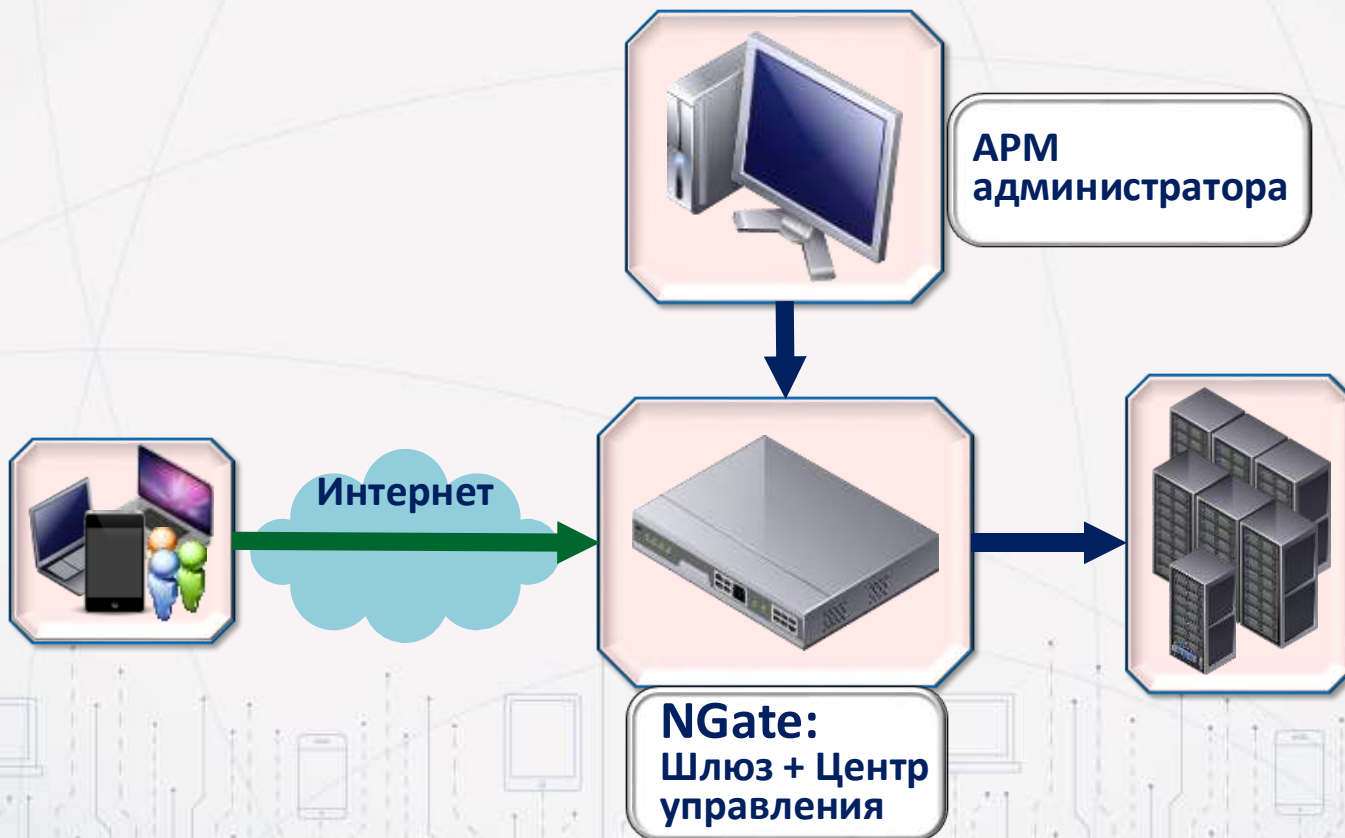 АРМ
администратора
Интернет
NGate:
Шлюз + Центр
управления